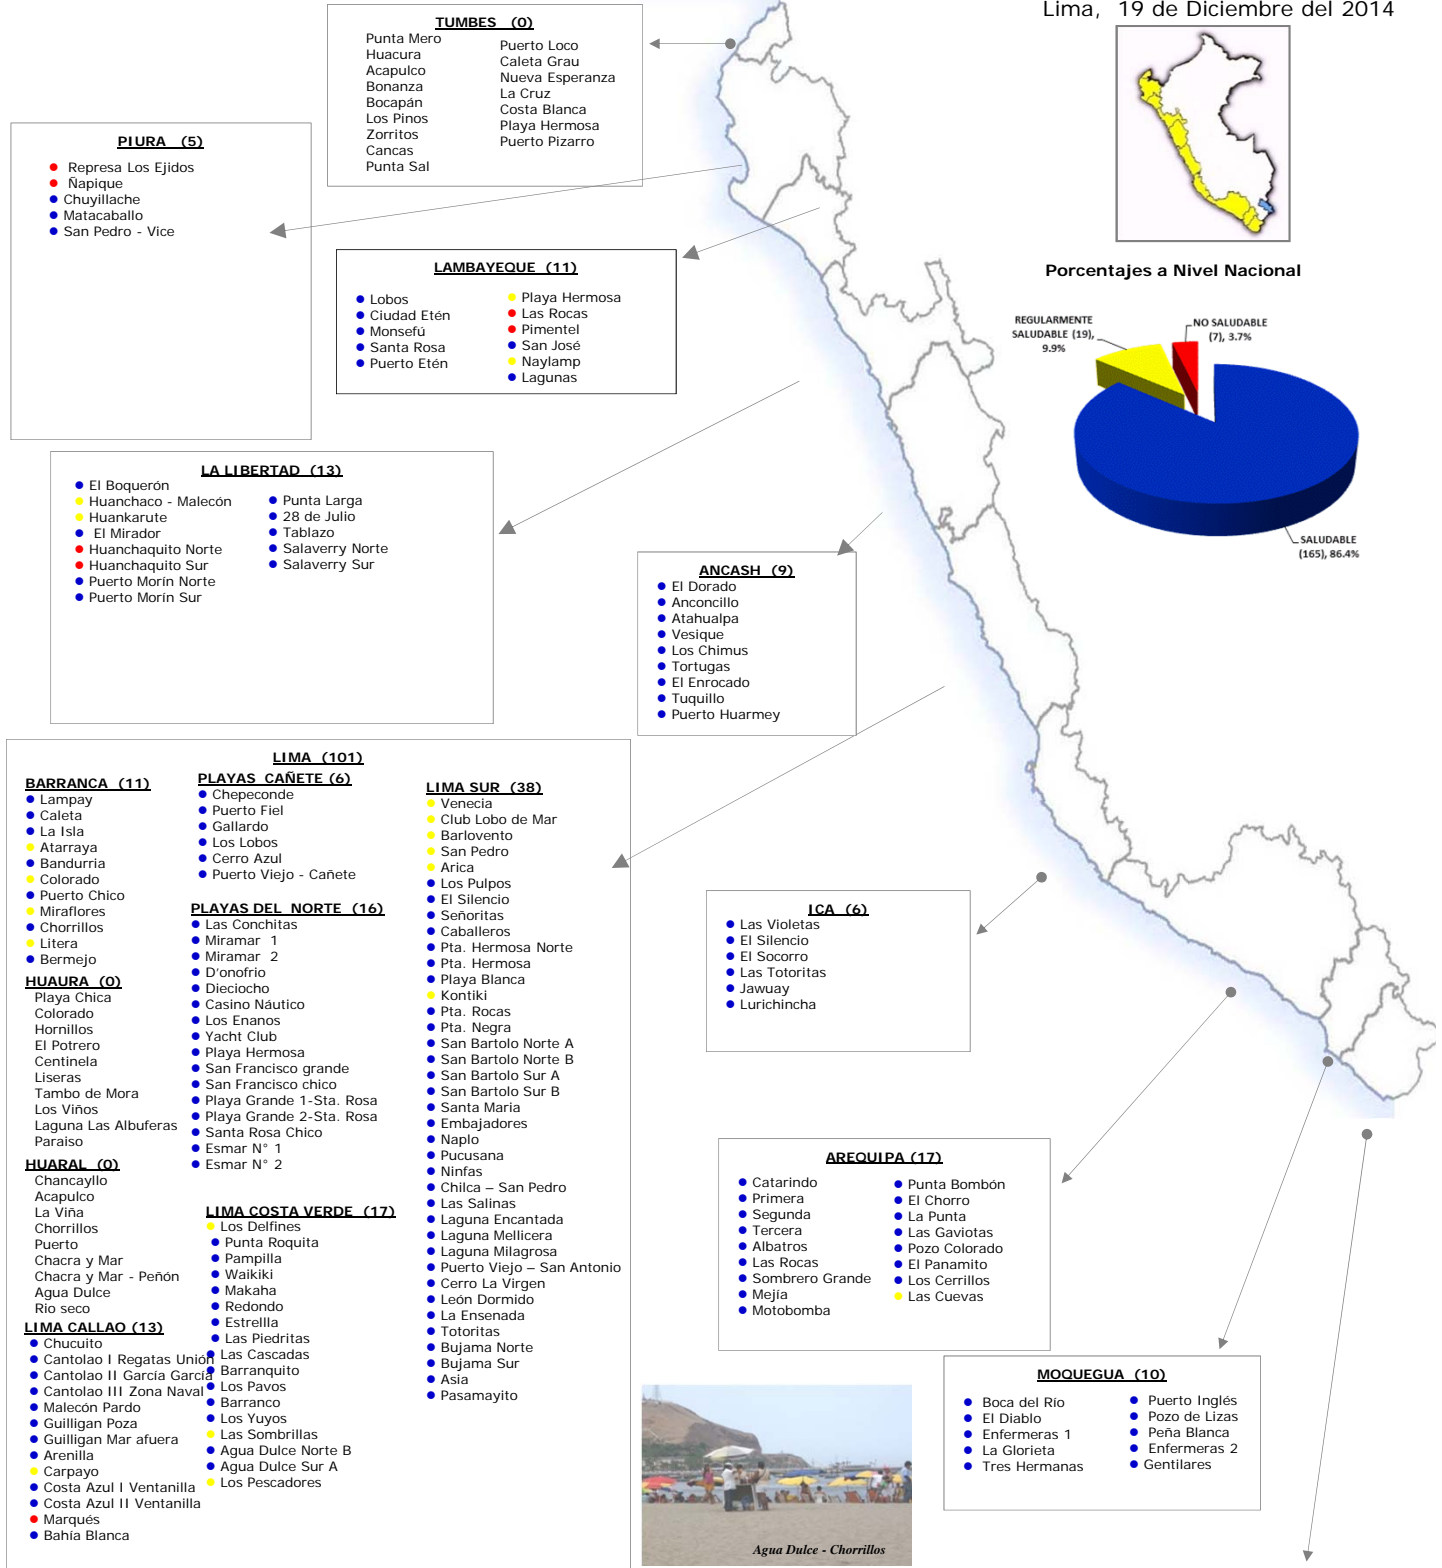 Lima, 19 de Diciembre del 2014
TUMBES (0)
Punta Mero
Huacura
Acapulco
Bonanza
Bocapán
Los Pinos
Zorritos
Cancas
Punta Sal
Puerto Loco
Caleta Grau
Nueva Esperanza
La Cruz
Costa Blanca
Playa Hermosa
Puerto Pizarro
PIURA (5)
Represa Los Ejidos
Ñapique
Chuyillache
Matacaballo
San Pedro - Vice
LAMBAYEQUE (11)
Lobos
Ciudad Etén
Monsefú
Santa Rosa
Puerto Etén
Playa Hermosa
Las Rocas
Pimentel
San José
Naylamp
Lagunas
Porcentajes a Nivel Nacional
REGULARMENTE
SALUDABLE (19),
9.9%
NO SALUDABLE
(7), 3.7%
SALUDABLE
(165), 86.4%
LA LIBERTAD (13)
El Boquerón
Huanchaco - Malecón
Huankarute
El Mirador
Huanchaquito Norte
Huanchaquito Sur
Puerto Morín Norte
Puerto Morín Sur
Punta Larga
28 de Julio
Tablazo
Salaverry Norte
Salaverry Sur
ANCASH (9)
El Dorado
Anconcillo
Atahualpa
Vesique
Los Chimus
Tortugas
El Enrocado
Tuquillo
Puerto Huarmey
LIMA (101)
BARRANCA (11)
Lampay
Caleta
La Isla
Atarraya
Bandurria
Colorado
Puerto Chico
Miraflores
Chorrillos
Litera
Bermejo
HUAURA (0)
Playa Chica
Colorado
Hornillos
El Potrero
Centinela
Liseras
Tambo de Mora
Los Viños
Laguna Las Albuferas
Paraiso
HUARAL (0)
Chancayllo
Acapulco
La Viña
Chorrillos
Puerto
Chacra y Mar
Chacra y Mar - Peñón
Agua Dulce
Rio seco
LIMA CALLAO (13)
Chucuito
Cantolao I Regatas Unión
Cantolao II García García
Cantolao III Zona Naval
Malecón Pardo
Guilligan Poza
Guilligan Mar afuera
Arenilla
Carpayo
Costa Azul I Ventanilla
Costa Azul II Ventanilla
Marqués
Bahía Blanca
PLAYAS CAÑETE (6)
Chepeconde
Puerto Fiel
Gallardo
Los Lobos
Cerro Azul
Puerto Viejo - Cañete
PLAYAS DEL NORTE (16)
Las Conchitas
Miramar 1
Miramar 2
D'onofrio
Dieciocho
Casino Náutico
Los Enanos
Yacht Club
Playa Hermosa
San Francisco grande
San Francisco chico
Playa Grande 1-Sta. Rosa
Playa Grande 2-Sta. Rosa
Santa Rosa Chico
Esmar N° 1
Esmar N° 2
LIMA COSTA VERDE (17)
Los Delfines
Punta Roquita
Pampilla
Waikiki
Makaha
Redondo
Estrellla
Las Piedritas
Las Cascadas
Barranquito
Los Pavos
Barranco
Los Yuyos
Las Sombrillas
Agua Dulce Norte B
Agua Dulce Sur A
Los Pescadores
LIMA SUR (38)
Venecia
Club Lobo de Mar
Barlovento
San Pedro
Arica
Los Pulpos
El Silencio
Señoritas
Caballeros
Pta. Hermosa Norte
Pta. Hermosa
Playa Blanca
Kontiki
Pta. Rocas
Pta. Negra
San Bartolo Norte A
San Bartolo Norte B
San Bartolo Sur A
San Bartolo Sur B
Santa Maria
Embajadores
Naplo
Pucusana
Ninfas
Chilca – San Pedro
Las Salinas
Laguna Encantada
Laguna Mellicera
Laguna Milagrosa
Puerto Viejo – San Antonio
Cerro La Virgen
León Dormido
La Ensenada
Totoritas
Bujama Norte
Bujama Sur
Asia
Pasamayito
ICA (6)
Las Violetas
El Silencio
El Socorro
Las Totoritas
Jawuay
Lurichincha
AREQUIPA (17)
Catarindo
Primera
Segunda
Tercera
Albatros
Las Rocas
Sombrero Grande
Mejía
Motobomba
Punta Bombón
El Chorro
La Punta
Las Gaviotas
Pozo Colorado
El Panamito
Los Cerrillos
Las Cuevas
MOQUEGUA (10)
Boca del Río
El Diablo
Enfermeras 1
La Glorieta
Tres Hermanas
Puerto Inglés
Pozo de Lizas
Peña Blanca
Enfermeras 2
Gentilares
Agua Dulce - Chorrillos